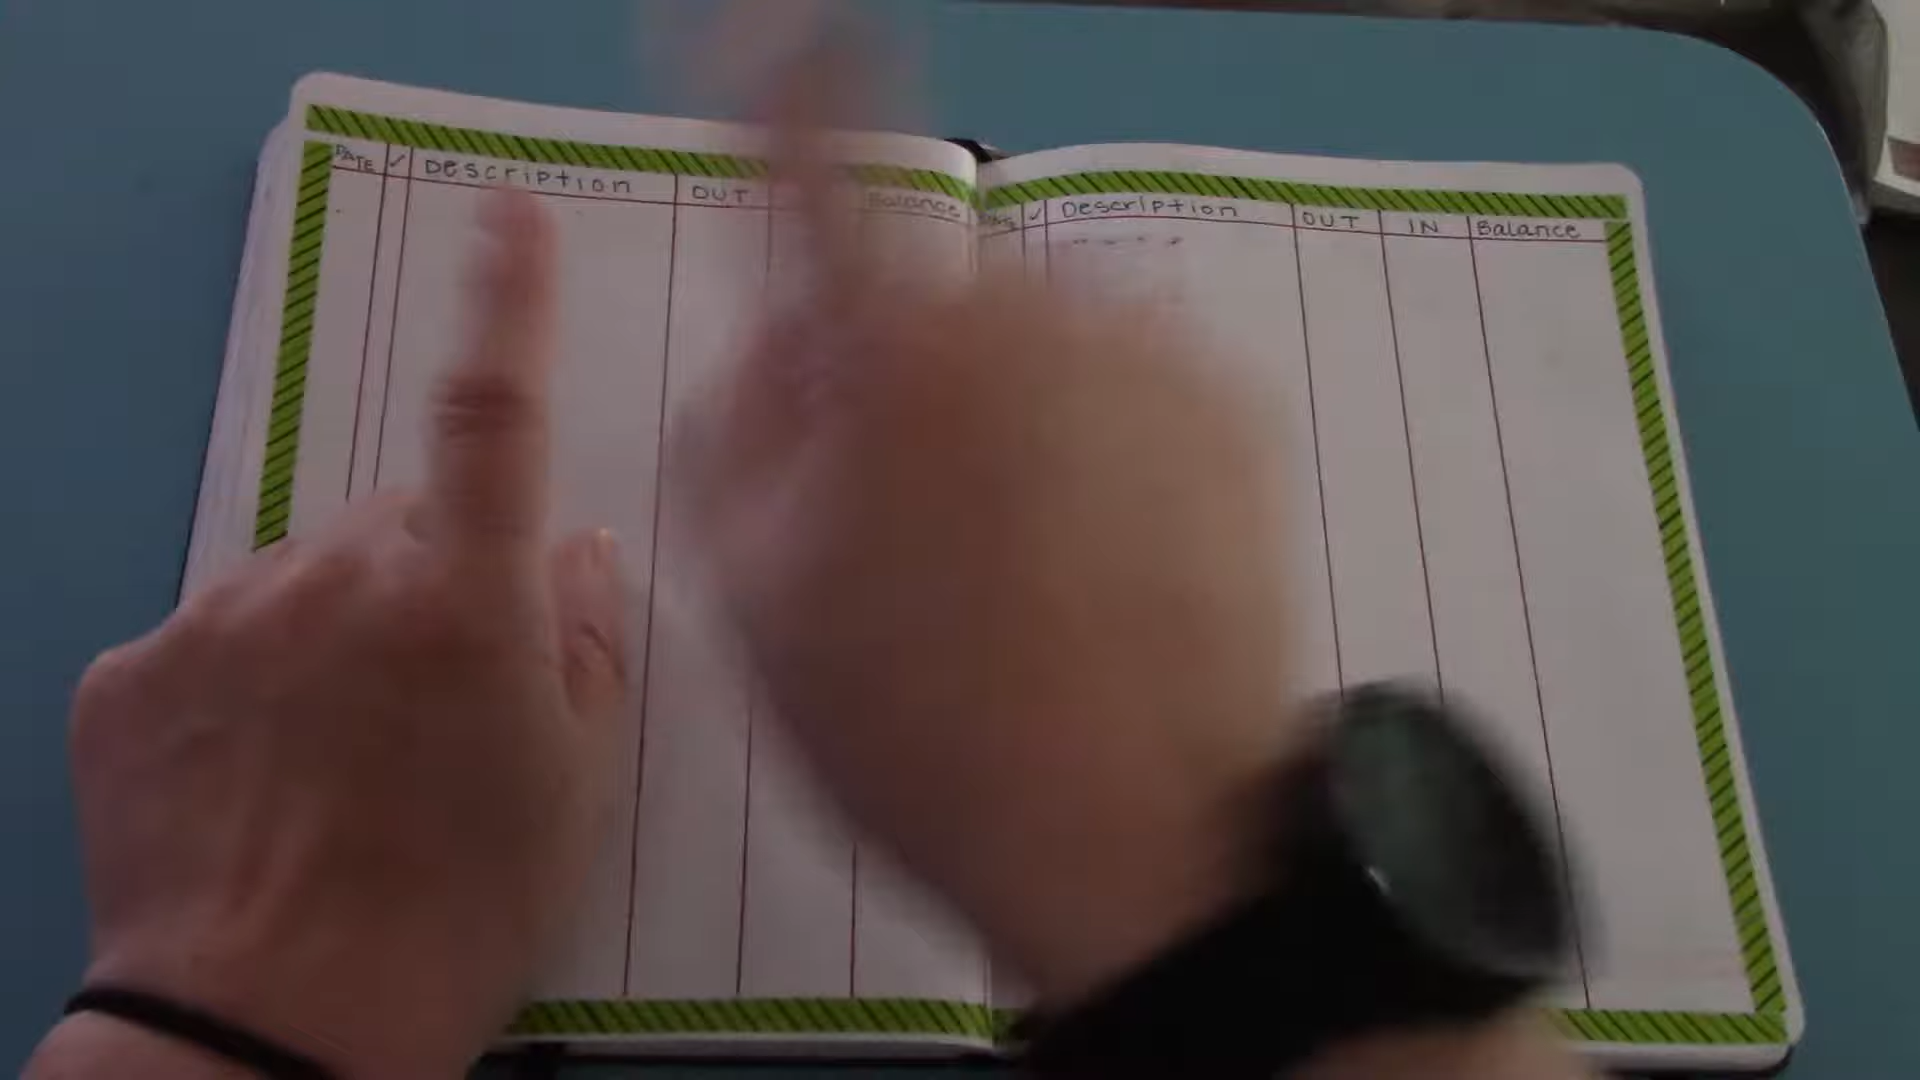 DATE ✓ Description OUT Balance
✓ Description OUT IN Balance